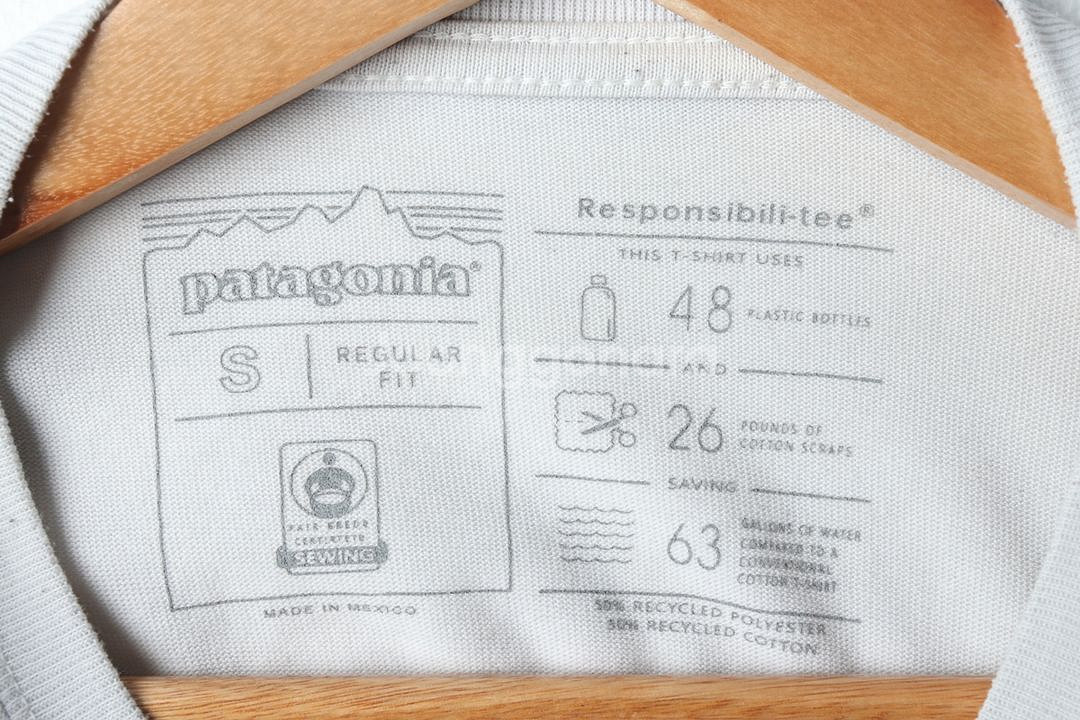 patagonia®
S
REGULAR
FIT
FAIR TRADE
CERTIFIED
SEWING
MADE IN MEXICO
Responsibili-tee®
THIS T-SHIRT USES
48 PLASTIC BOTTLES
AND
26 POUNDS OF
COTTON SCRAPS
SAVING
63 GALLONS OF WATER
COMPARED TO A
CONVENTIONAL
COTTON T-SHIRT
50% RECYCLED POLYESTER
50% RECYCLED COTTON